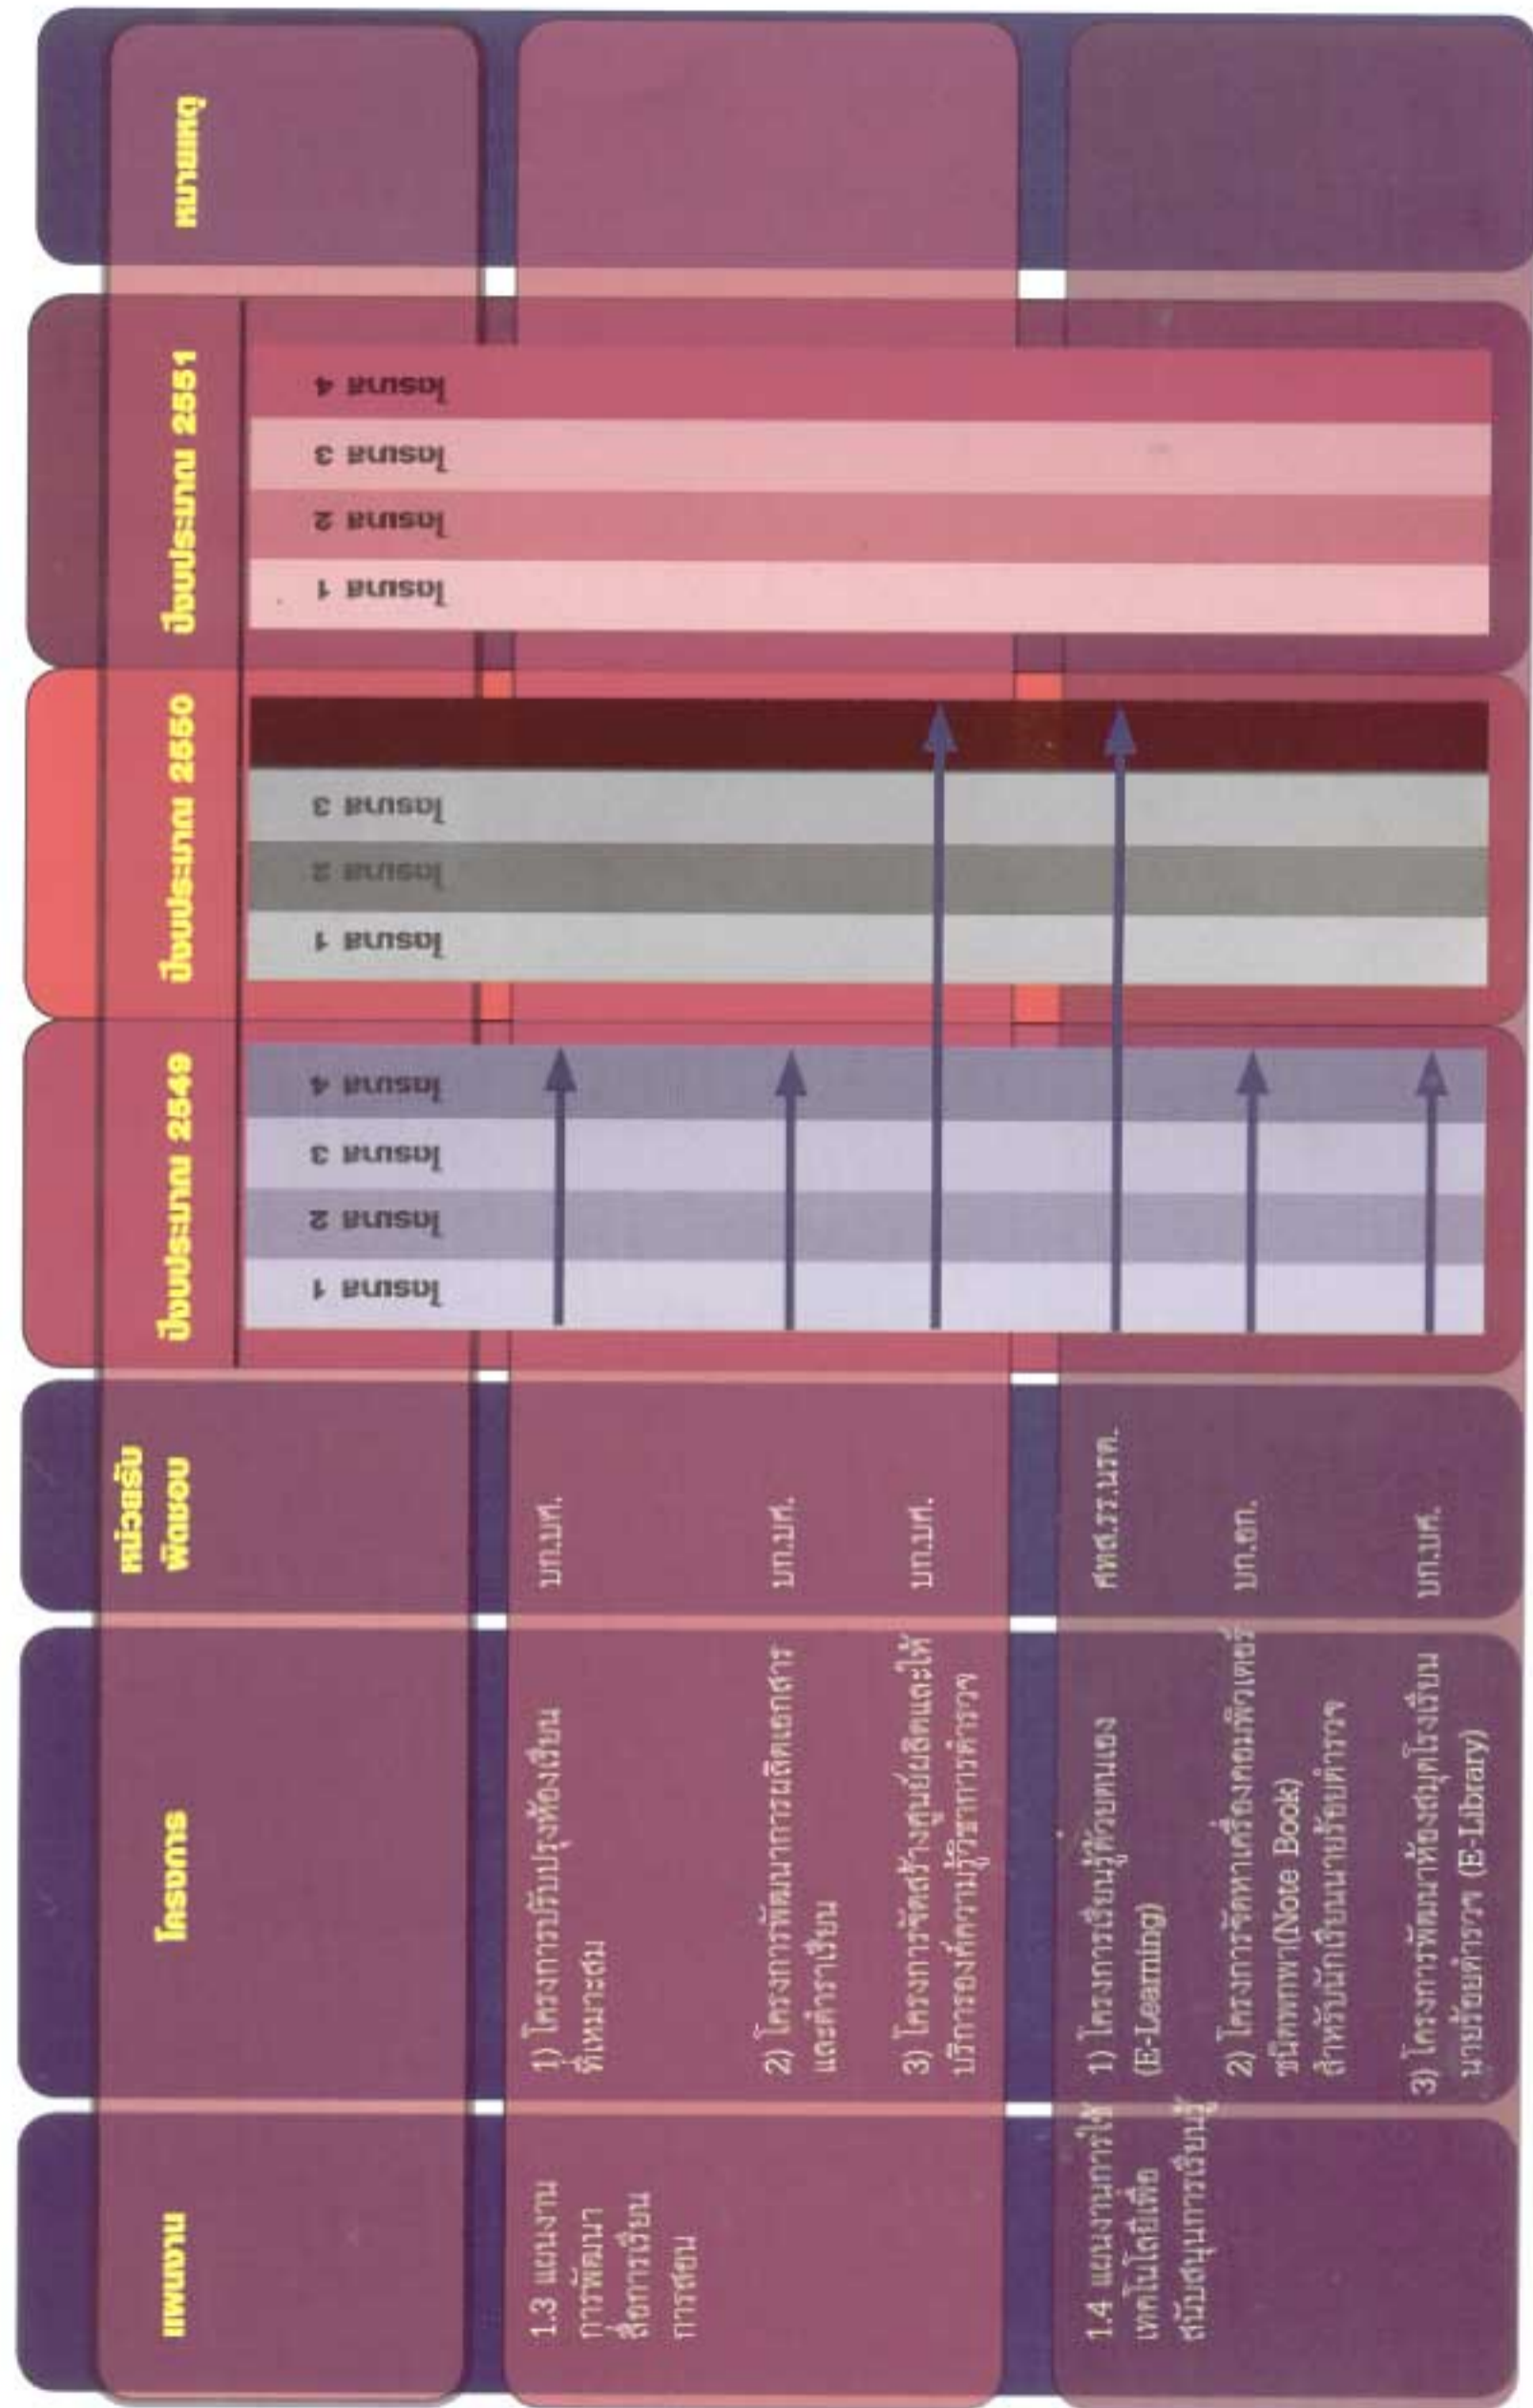 แผนงาน
โครงการ
หน่วยรับ
ผิดชอบ
ปีงบประมาณ 2549
ปีงบประมาณ 2550
ปีงบประมาณ 2551
หมายเหตุ
ไตรมาส 1
ไตรมาส 2
ไตรมาส 3
ไตรมาส 4
ไตรมาส 1
ไตรมาส 2
ไตรมาส 3
ไตรมาส 1
ไตรมาส 2
ไตรมาส 3
ไตรมาส 4
1.3 แผนงาน
การพัฒนา
สื่อการเรียน
การสอน
1) โครงการปรับปรุงห้องเรียน
ที่เหมาะสม
บก.บศ.
2) โครงการพัฒนาการผลิตเอกสาร
และตำราเรียน
บก.บศ.
3) โครงการจัดสร้างศูนย์ผลิตและให้
บริการองค์ความรู้วิชาการตำรวจ
บก.บศ.
1.4 แผนงานการใช้
เทคโนโลยีเพื่อ
สนับสนุนการเรียนรู้
1) โครงการเรียนรู้ด้วยตนเอง
(E-Learning)
ศทส.รร.นรต.
2) โครงการจัดหาเครื่องคอมพิวเตอร์
ชนิดพกพา(Note Book)
สำหรับนักเรียนนายร้อยตำรวจ
บก.อก.
3) โครงการพัฒนาห้องสมุดโรงเรียน
นายร้อยตำรวจ (E-Library)
บก.บศ.